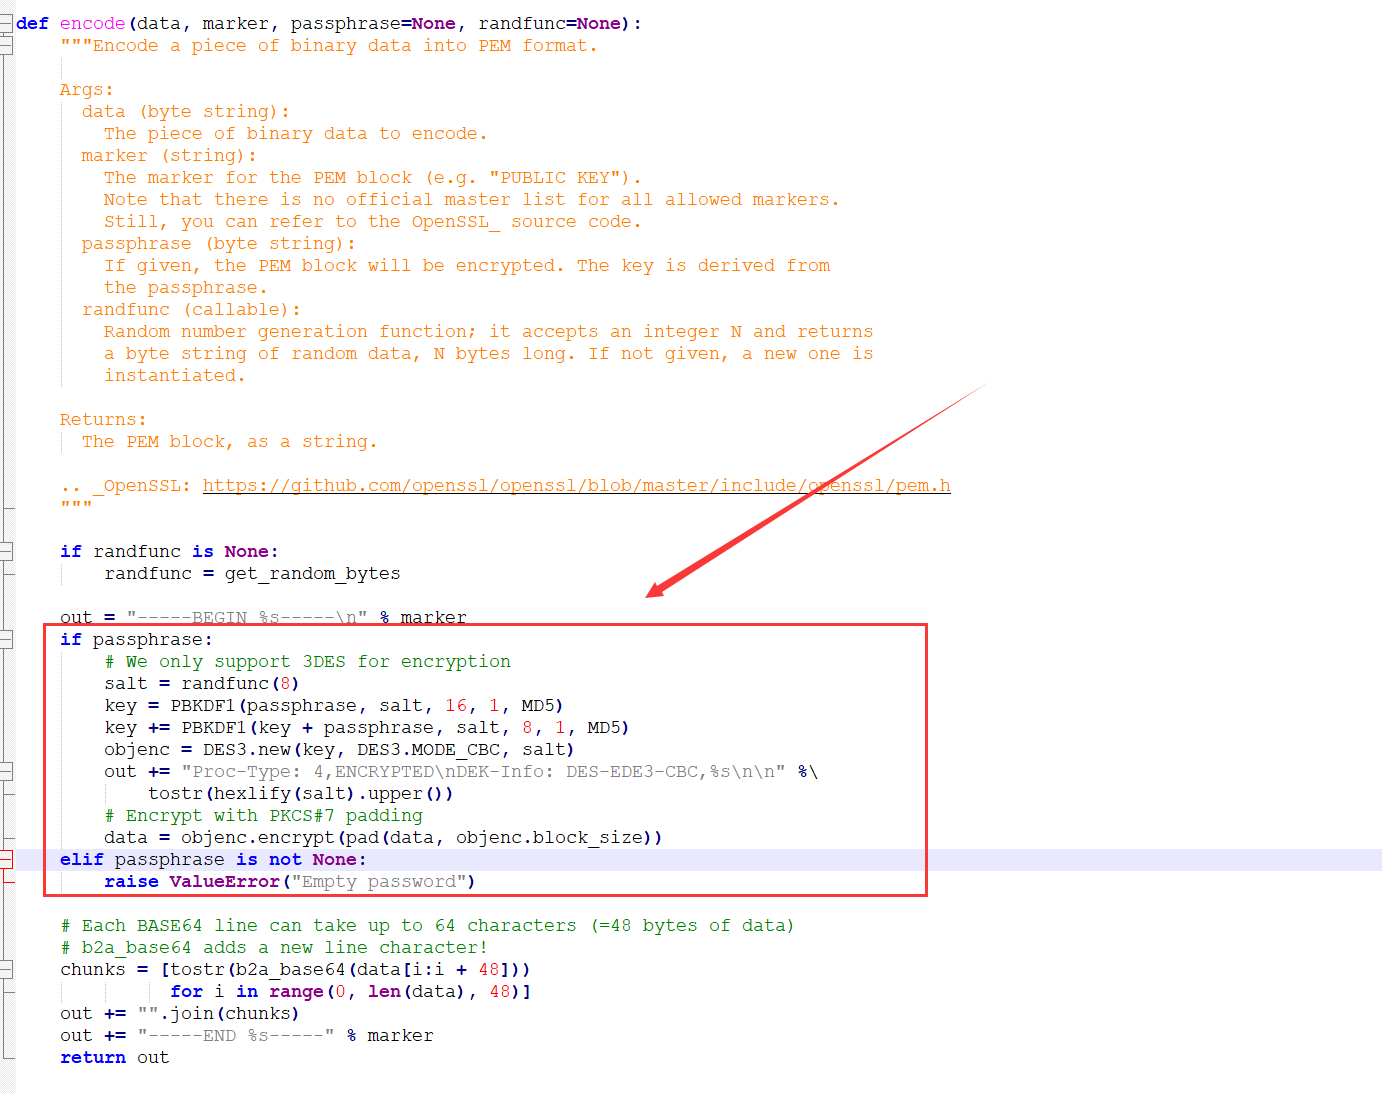 def encode(data, marker, passphrase=None, randfunc=None):
"""Encode a piece of binary data into PEM format.
Args:
data (byte string):
The piece of binary data to encode.
marker (string):
The marker for the PEM block (e.g. "PUBLIC KEY").
Note that there is no official master list for all allowed markers.
Still, you can refer to the OpenSSL_ source code.
passphrase (byte string):
If given, the PEM block will be encrypted. The key is derived from
the passphrase.
randfunc (callable):
Random number generation function; it accepts an integer N and returns
a byte string of random data, N bytes long. If not given, a new one is
instantiated.
Returns:
The PEM block, as a string.
.. _OpenSSL: https://github.com/openssl/openssl/blob/master/include/openssl/pem.h
"""
if randfunc is None:
randfunc = get_random_bytes
out = "-----BEGIN %s-----\n" % marker
if passphrase:
# We only support 3DES for encryption
salt = randfunc(8)
key = PBKDF1(passphrase, salt, 16, 1, MD5)
key += PBKDF1(key + passphrase, salt, 8, 1, MD5)
objenc = DES3.new(key, DES3.MODE_CBC, salt)
out += "Proc-Type: 4,ENCRYPTED\nDEK-Info: DES-EDE3-CBC,%s\n\n" %\
tostr(hexlify(salt).upper())
# Encrypt with PKCS#7 padding
data = objenc.encrypt(pad(data, objenc.block_size))
elif passphrase is not None:
raise ValueError("Empty password")
# Each BASE64 line can take up to 64 characters (=48 bytes of data)
# b2a_base64 adds a new line character!
chunks = [tostr(b2a_base64(data[i:i + 48]))
for i in range(0, len(data), 48)]
out += "".join(chunks)
out += "-----END %s-----" % marker
return out